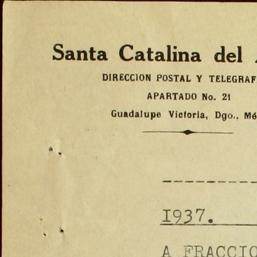 Santa Catalina del
DIRECCION POSTAL Y TELEGRAF
APARTADO No. 21
Guadalupe Victoria, Dgo., Mé
1937.
A FRACCIO